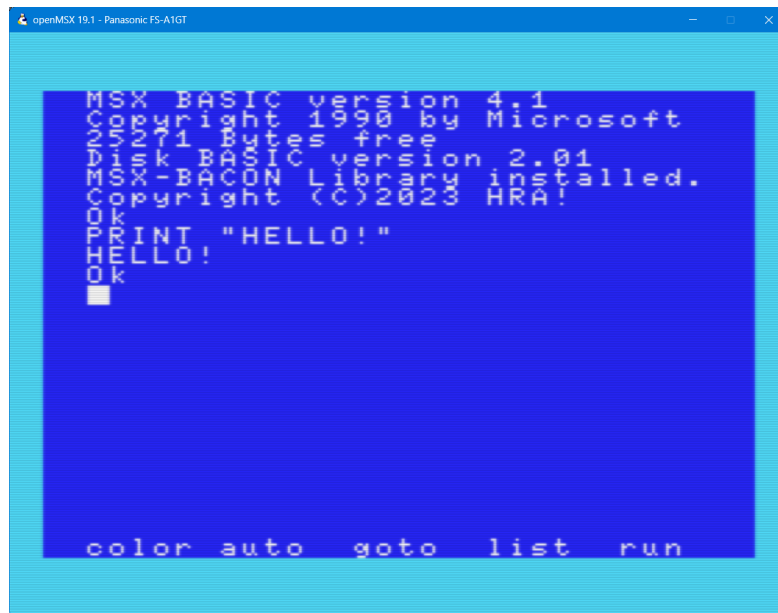 openMSX 19.1 - Panasonic FS-A1GT
MSX BASIC version 4.1
Copyright 1990 by Microsoft
25271 Bytes free
Disk BASIC version 2.01
MSX-BACON Library installed.
Copyright (C)2023 HRA!
Ok
PRINT "HELLO!"
HELLO!
Ok
color auto goto list run